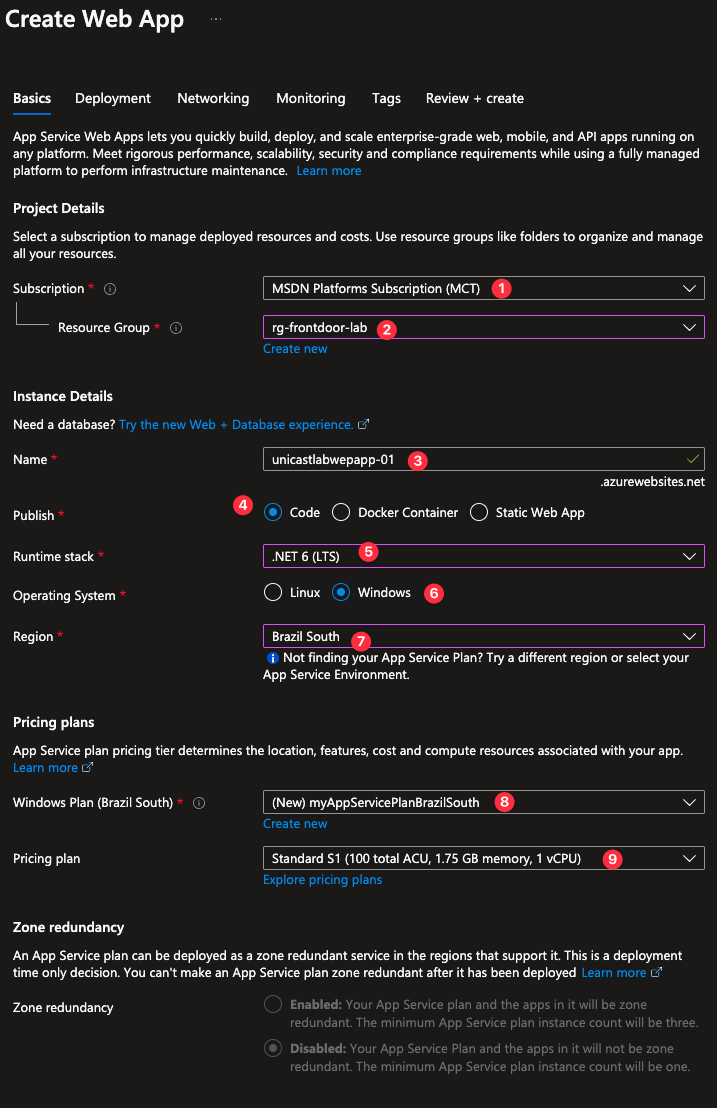 Create Web App ...
Basics Deployment Networking Monitoring Tags Review + create
App Service Web Apps lets you quickly build, deploy, and scale enterprise-grade web, mobile, and API apps running on
any platform. Meet rigorous performance, scalability, security and compliance requirements while using a fully managed
platform to perform infrastructure maintenance. Learn more
Project Details
Select a subscription to manage deployed resources and costs. Use resource groups like folders to organize and manage
all your resources.
Subscription * MSDN Platforms Subscription (MCT) 1
Resource Group * rg-frontdoor-lab 2
Create new
Instance Details
Need a database? Try the new Web + Database experience.
Name * unicastlabwepapp-01 3
.azurewebsites.net
Publish * 4 Code Docker Container Static Web App
Runtime stack * .NET 6 (LTS) 5
Operating System * Linux Windows 6
Region * Brazil South 7
Not finding your App Service Plan? Try a different region or select your
App Service Environment.
Pricing plans
App Service plan pricing tier determines the location, features, cost and compute resources associated with your app.
Learn more
Windows Plan (Brazil South) * (New) myAppServicePlanBrazilSouth 8
Create new
Pricing plan Standard S1 (100 total ACU, 1.75 GB memory, 1 vCPU) 9
Explore pricing plans
Zone redundancy
An App Service plan can be deployed as a zone redundant service in the regions that support it. This is a deployment
time only decision. You can't make an App Service plan zone redundant after it has been deployed Learn more
Zone redundancy Enabled: Your App Service plan and the apps in it will be zone
redundant. The minimum App Service plan instance count will be three.
Disabled: Your App Service Plan and the apps in it will not be zone
redundant. The minimum App Service plan instance count will be one.